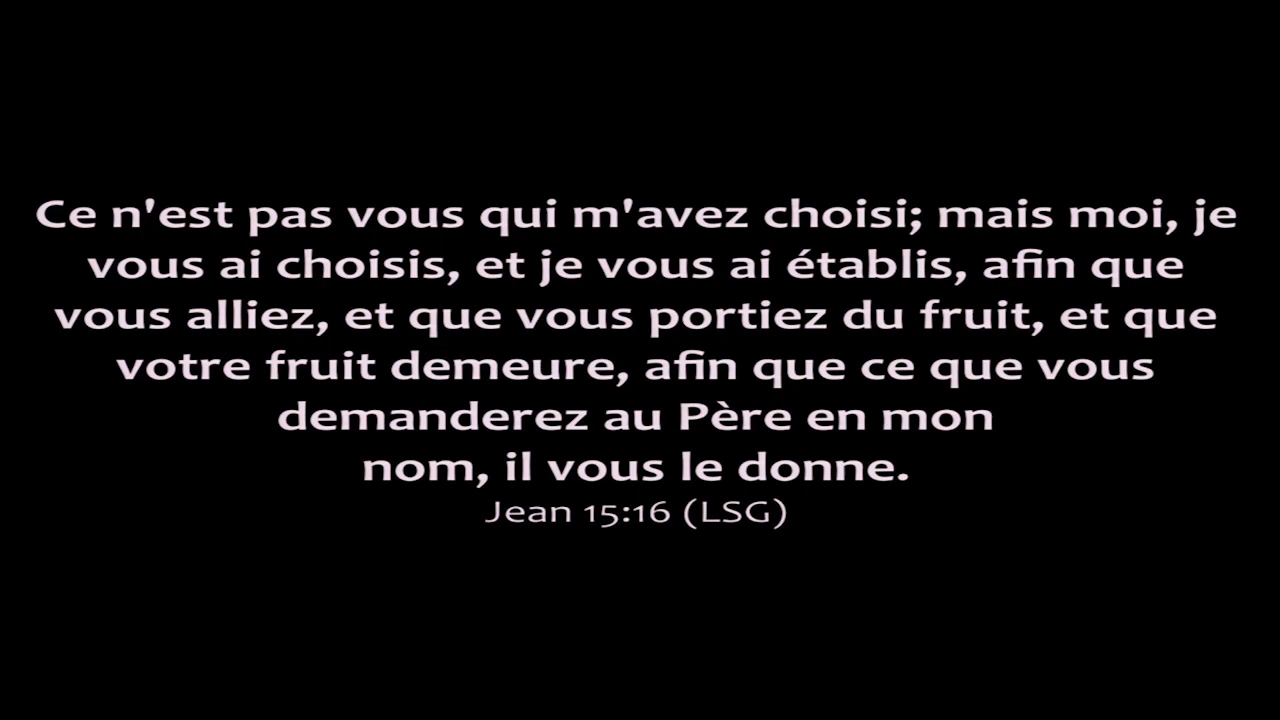 Ce n'est pas vous qui m'avez choisi; mais moi, je
vous ai choisis, et je vous ai établis, afin que
vous alliez, et que vous portiez du fruit, et que
votre fruit demeure, afin que ce que vous
demanderez au Père en mon
nom, il vous le donne.
Jean 15:16 (LSG)